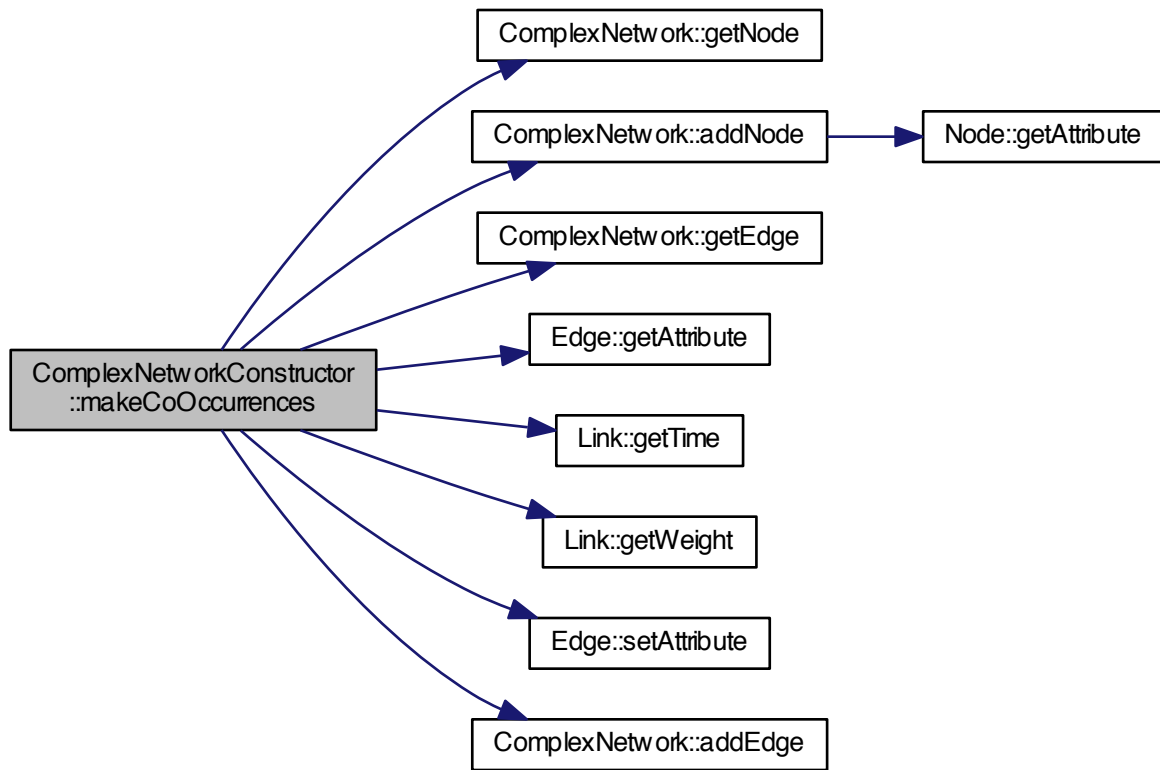 ComplexNetwork::getNode
ComplexNetwork::addNode
Node::getAttribute
ComplexNetwork::getEdge
Edge::getAttribute
ComplexNetworkConstructor
::makeCoOccurrences
Link::getTime
Link::getWeight
Edge::setAttribute
ComplexNetwork::addEdge